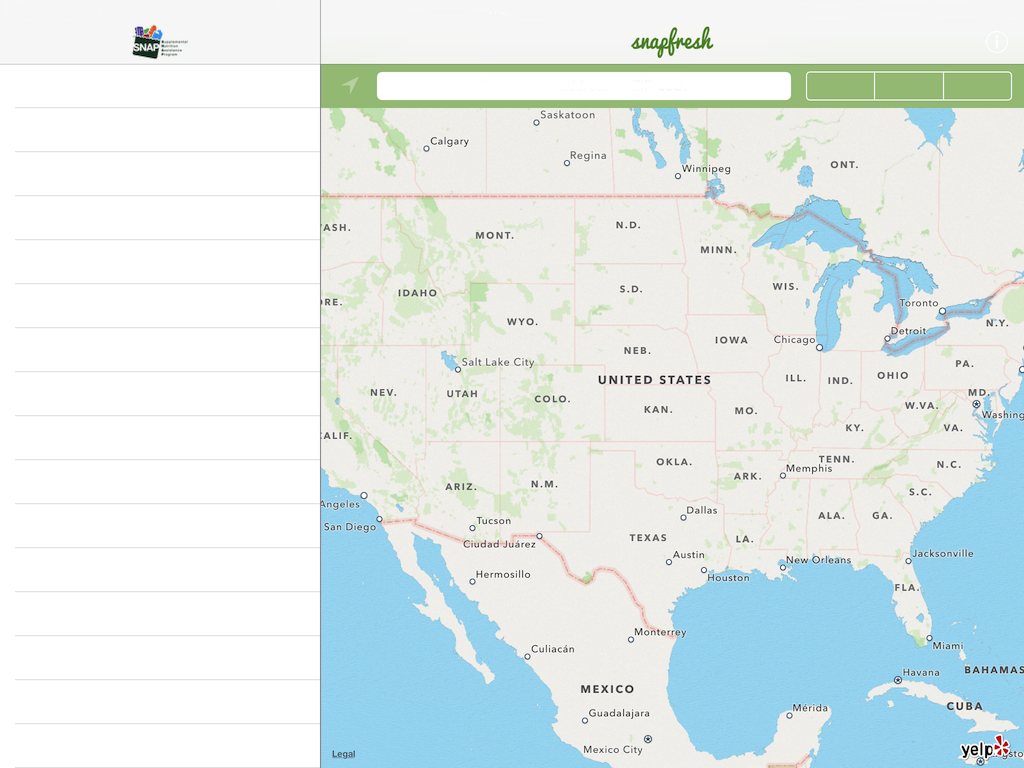 SNAP
Supplemental
Nutrition
Assistance
Program
snapfresh
Saskatoon
Calgary
Regina
Winnipeg
ONT.
ASH.
MONT.
N.D.
MINN.
IDAHO
S.D.
WIS.
RE.
Toronto
WYO.
N.Y.
Detroit
IOWA
Chicago
NEB.
Salt Lake City
PA.
UNITED STATES
ILL.
IND.
OHIO
NEV.
UTAH
COLO.
MD.
KAN.
MO.
W.VA.
Washing
KY.
VA.
ALIF.
TENN.
OKLA.
Memphis
N.C.
ARK.
ARIZ.
N.M.
S.C.
Angeles
Dallas
ALA.
GA.
San Diego
Tucson
TEXAS
LA.
Ciudad Juárez
Austin
Jacksonville
New Orleans
Hermosillo
Houston
FLA.
Monterrey
Miami
Culiacán
Havana
BAHAMAS
MEXICO
CUBA
Mérida
Guadalajara
Mexico City
Legal
yelp
gsto